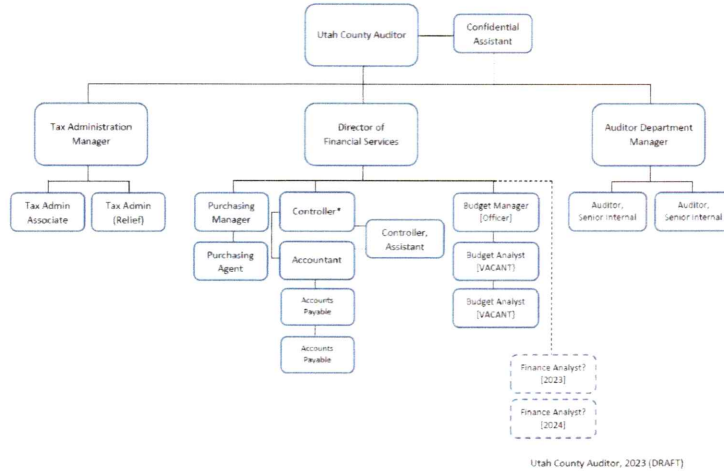 Utah County Auditor
Confidential
Assistant
Tax Administration
Manager
Director of
Financial Services
Auditor Department
Manager
Tax Admin
Associate
Tax Admin
(Relief)
Purchasing
Manager
Controller*
Budget Manager
[Officer]
Auditor,
Senior Internal
Auditor,
Senior Internal
Controller,
Assistant
Purchasing
Agent
Accountant
Budget Analyst
[VACANT]
Accounts
Payable
Budget Analyst
[VACANT]
Accounts
Payable
Finance Analyst?
[2023]
Finance Analyst?
[2024]
Utah County Auditor, 2023 (DRAFT)